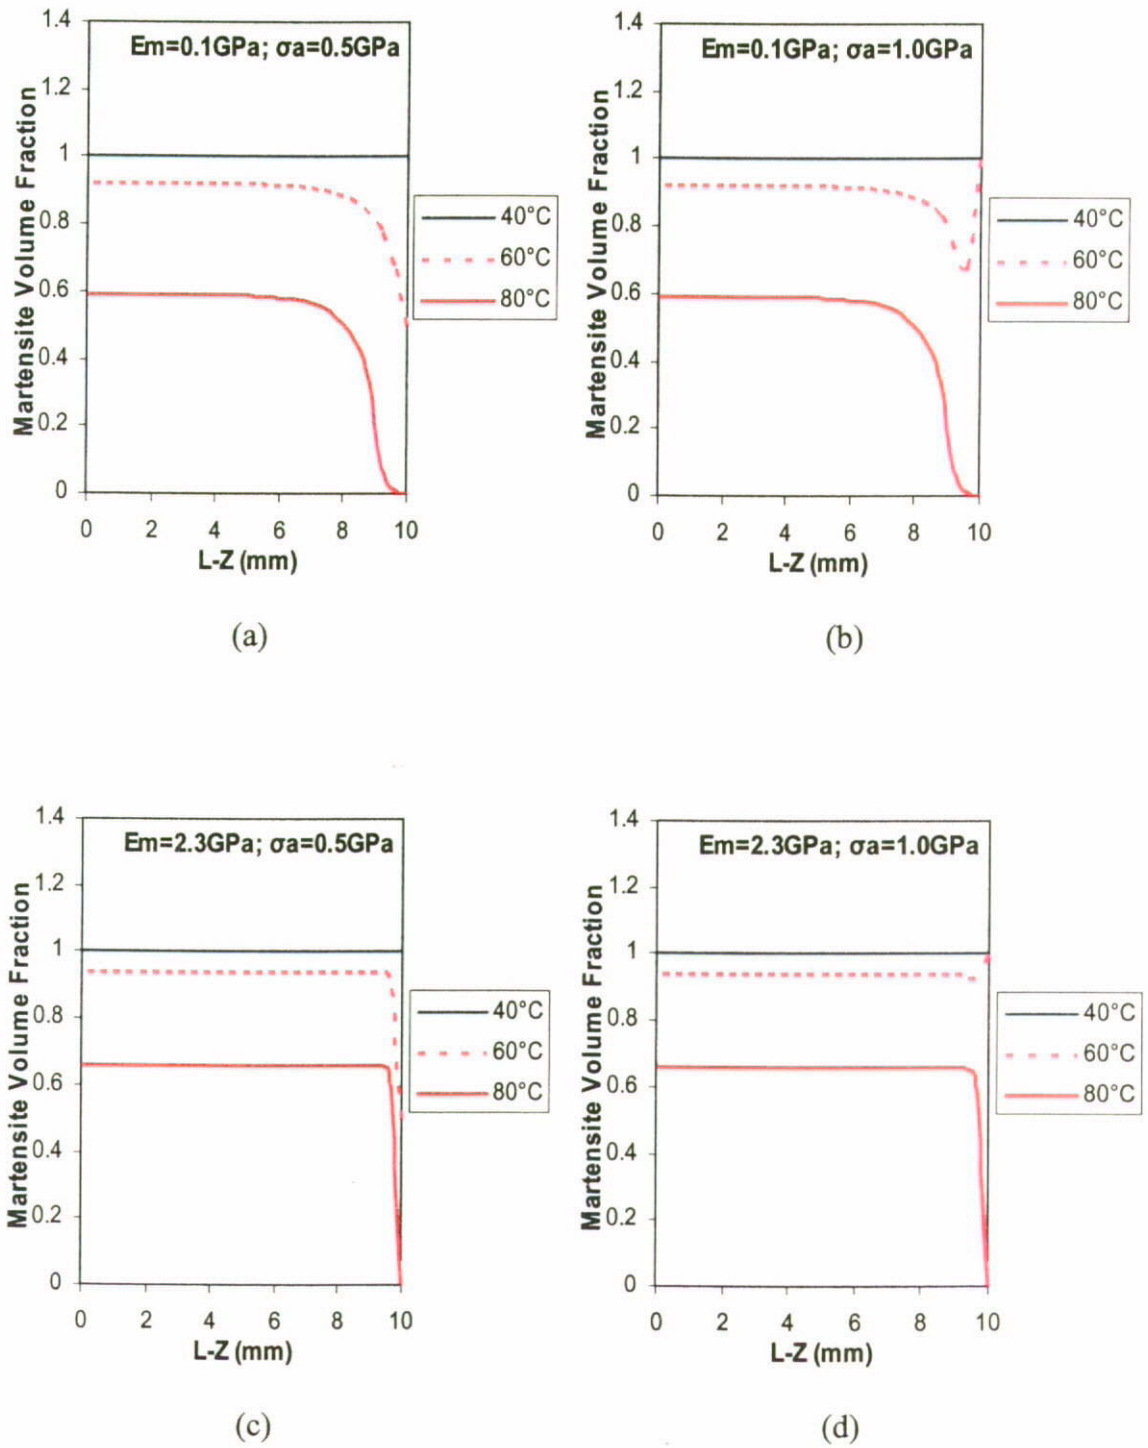 Em=0.1GPa; σa=0.5GPa
Martensite Volume Fraction
1.4
1.2
1
0.8
0.6
0.4
0.2
0
0 2 4 6 8 10
L-Z (mm)
40°C
60°C
80°C
(a)
Em=0.1GPa; σa=1.0GPa
Martensite Volume Fraction
1.4
1.2
1
0.8
0.6
0.4
0.2
0
0 2 4 6 8 10
L-Z (mm)
40°C
60°C
80°C
(b)
Em=2.3GPa; σa=0.5GPa
Martensite Volume Fraction
1.4
1.2
1
0.8
0.6
0.4
0.2
0
0 2 4 6 8 10
L-Z (mm)
40°C
60°C
80°C
(c)
Em=2.3GPa; σa=1.0GPa
Martensite Volume Fraction
1.4
1.2
1
0.8
0.6
0.4
0.2
0
0 2 4 6 8 10
L-Z (mm)
40°C
60°C
80°C
(d)